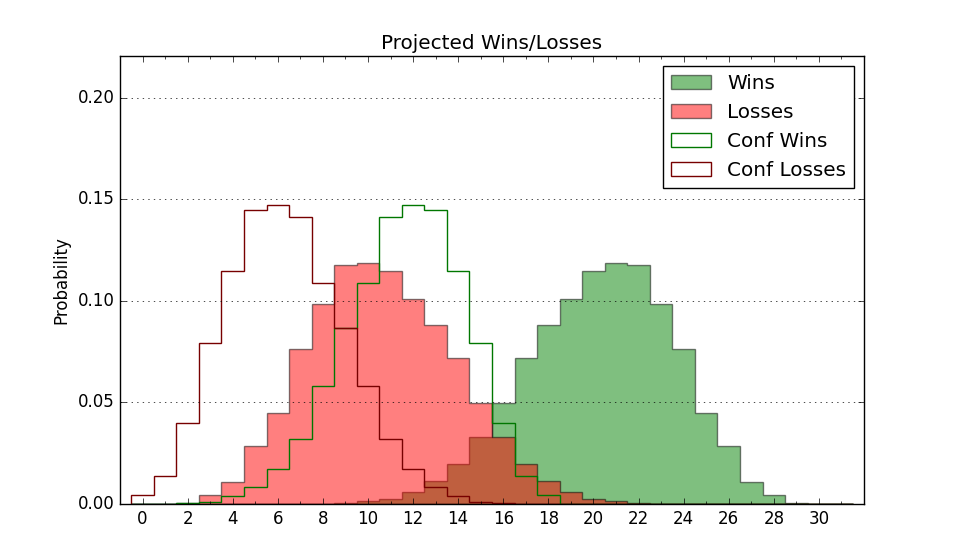 Projected Wins/Losses
Wins
Losses
Conf Wins
Conf Losses
Probability
0.20
0.15
0.10
0.05
0.00
0 2 4 6 8 10 12 14 16 18 20 22 24 26 28 30